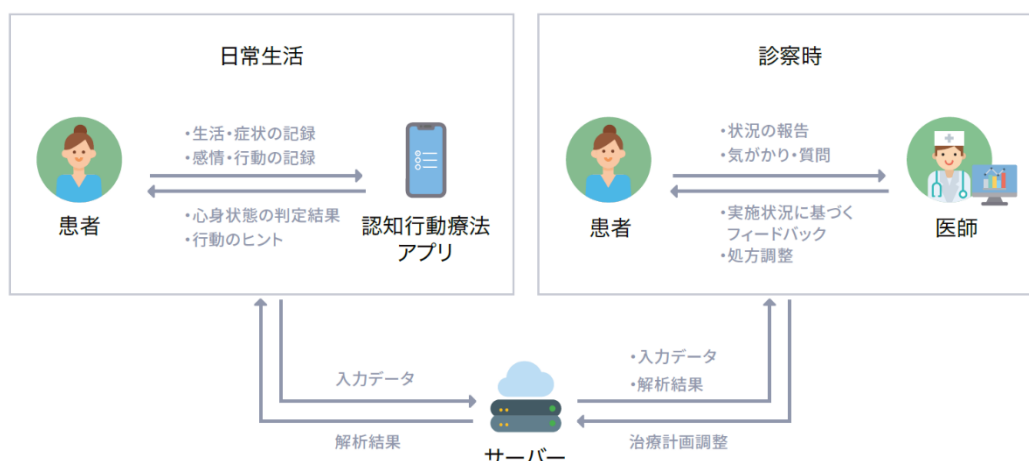 日常生活
・生活・症状の記録
・感情・行動の記録
・心身状態の判定結果
・行動のヒント
患者
認知行動療法
アプリ
診察時
・状況の報告
・気がかり・質問
・実施状況に基づく
フィードバック
・処方調整
患者
医師
入力データ
解析結果
・入力データ
・解析結果
治療計画調整
サーバー